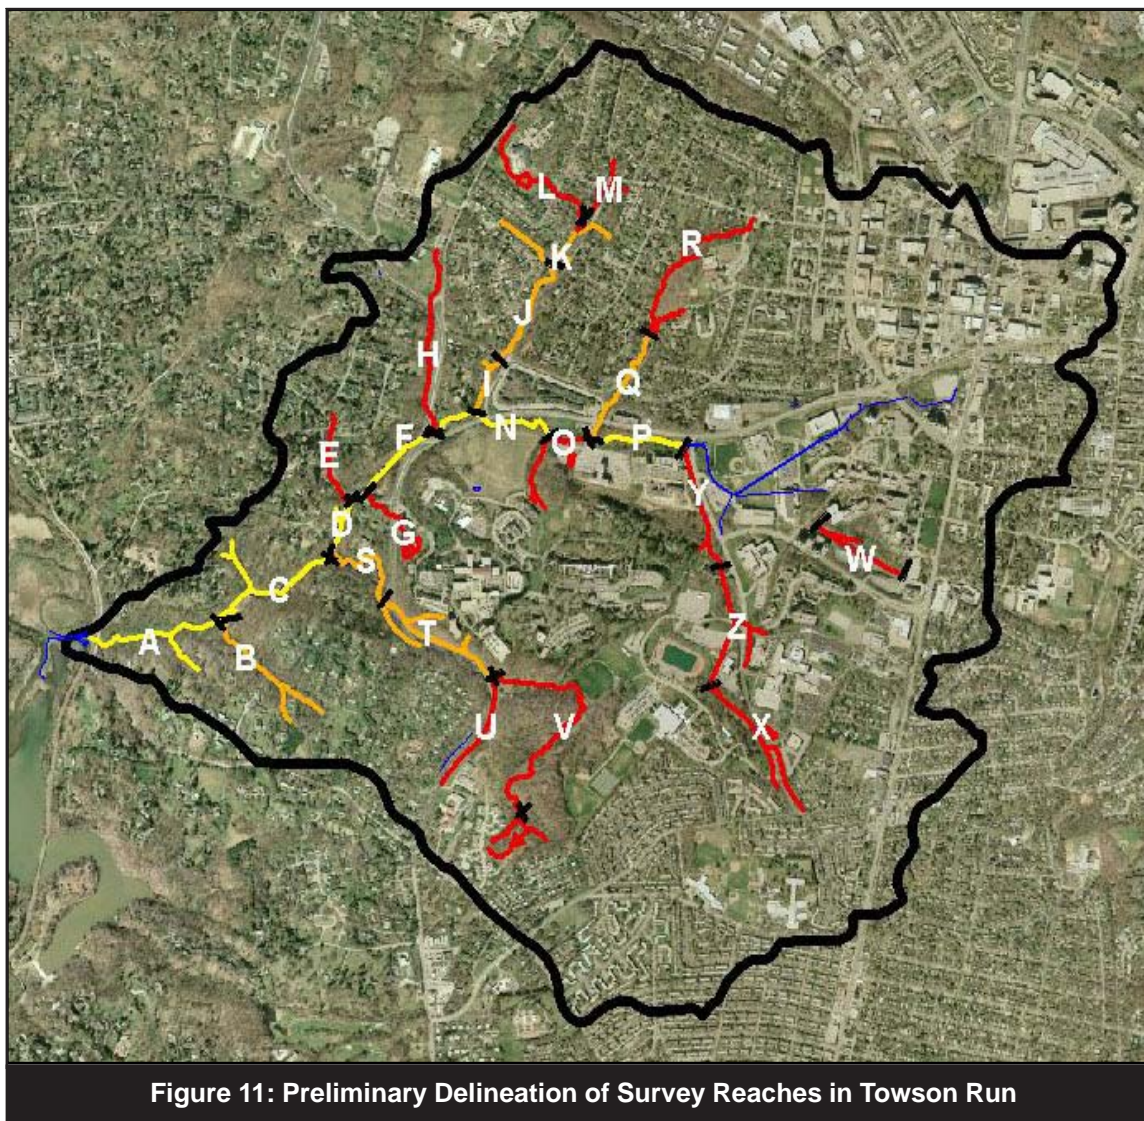 L M
R
K
J
H
I
Q
F N O P
E
Y
D G
S W
C
A B T Z
U V X
Figure 11: Preliminary Delineation of Survey Reaches in Towson Run